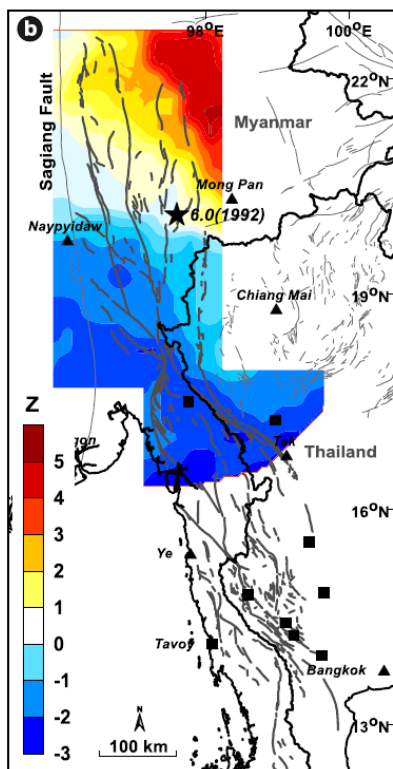 b
98°E
100°E
22°N
Myanmar
Sagiang Fault
Mong Pan
6.0(1992)
Naypyidaw
19°N
Chiang Mai
Z
5
4
3
2
1
0
-1
-2
-3
Tak
Thailand
16°N
Ye
Tavoy
Bangkok
13°N
N
100 km